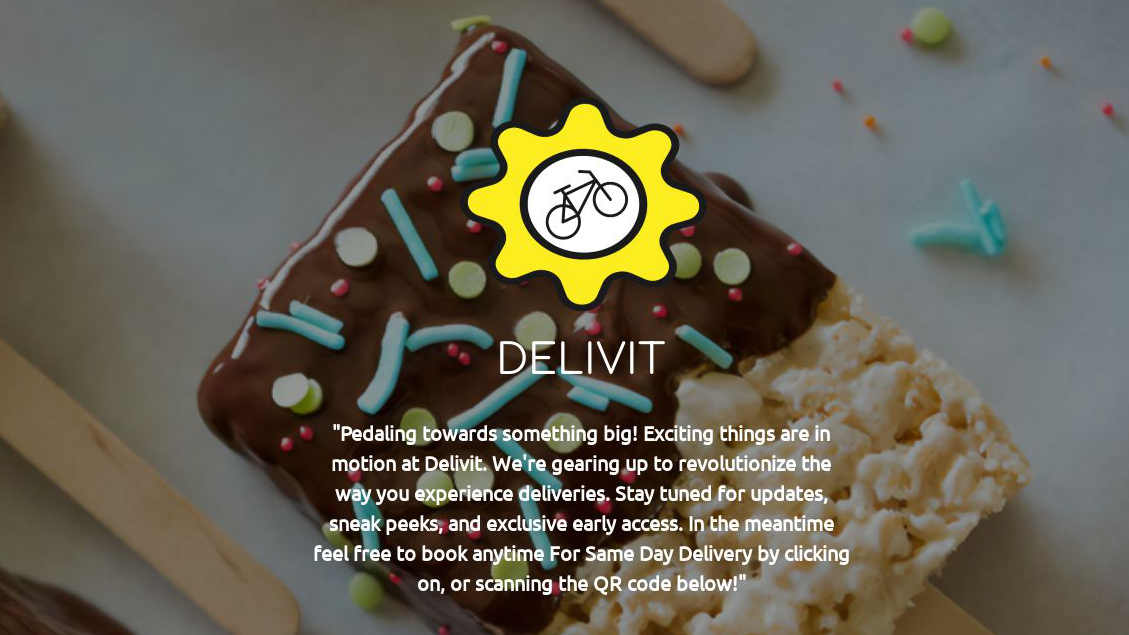 DELIVIT
"Pedaling towards something big! Exciting things are in
motion at Delivit. We're gearing up to revolutionize the
way you experience deliveries. Stay tuned for updates,
sneak peeks, and exclusive early access. In the meantime
feel free to book anytime For Same Day Delivery by clicking
on, or scanning the QR code below!"